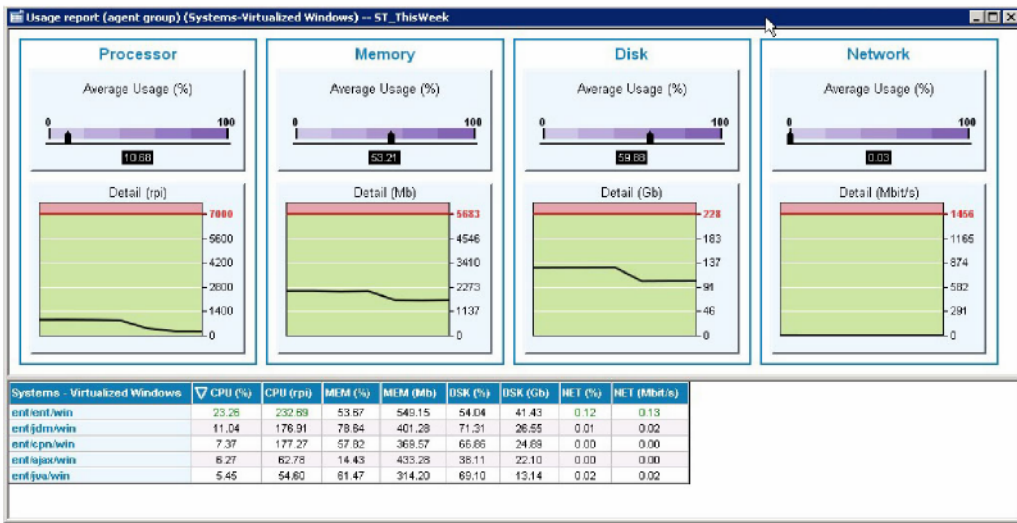 Usage report (agent group) (Systems-Virtualized Windows) -- ST_ThisWeek
Processor
Average Usage (%)
0 100
10.68
Detail (rpi)
7000
5600
4200
2800
1400
0
Memory
Average Usage (%)
0 100
53.21
Detail (Mb)
5683
4546
3410
2273
1137
0
Disk
Average Usage (%)
0 100
59.88
Detail (Gb)
228
183
137
91
46
0
Network
Average Usage (%)
0 100
0.03
Detail (Mbit/s)
1456
1165
874
582
291
0
Systems - Virtualized Windows CPU (%) CPU (rpi) MEM (%) MEM (Mb) DSK (%) DSK (Gb) NET (%) NET (Mbit/s)
ent/ent/win 23.26 232.69 53.67 549.15 54.04 41.43 0.12 0.13
ent/jdm/win 11.04 176.91 78.64 401.28 71.31 26.55 0.01 0.02
ent/cpn/win 7.37 177.27 57.82 369.57 66.86 24.89 0.00 0.00
ent/ajax/win 6.27 62.78 14.43 433.28 38.11 22.10 0.00 0.00
ent/jva/win 5.45 54.60 61.47 314.20 69.10 13.14 0.02 0.02